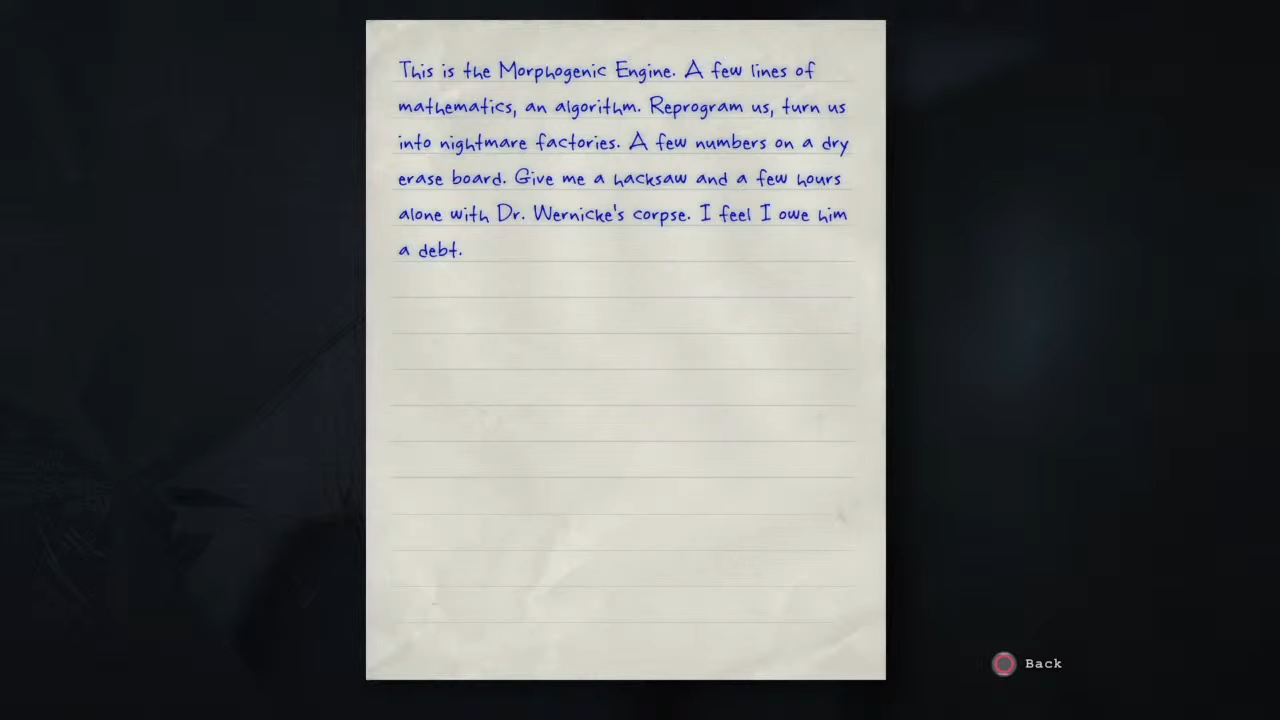 This is the Morphogenic Engine. A few lines of
mathematics, an algorithm. Reprogram us, turn us
into nightmare factories. A few numbers on a dry
erase board. Give me a hacksaw and a few hours
alone with Dr. Wernicke's corpse. I feel I owe him
a debt.
Back